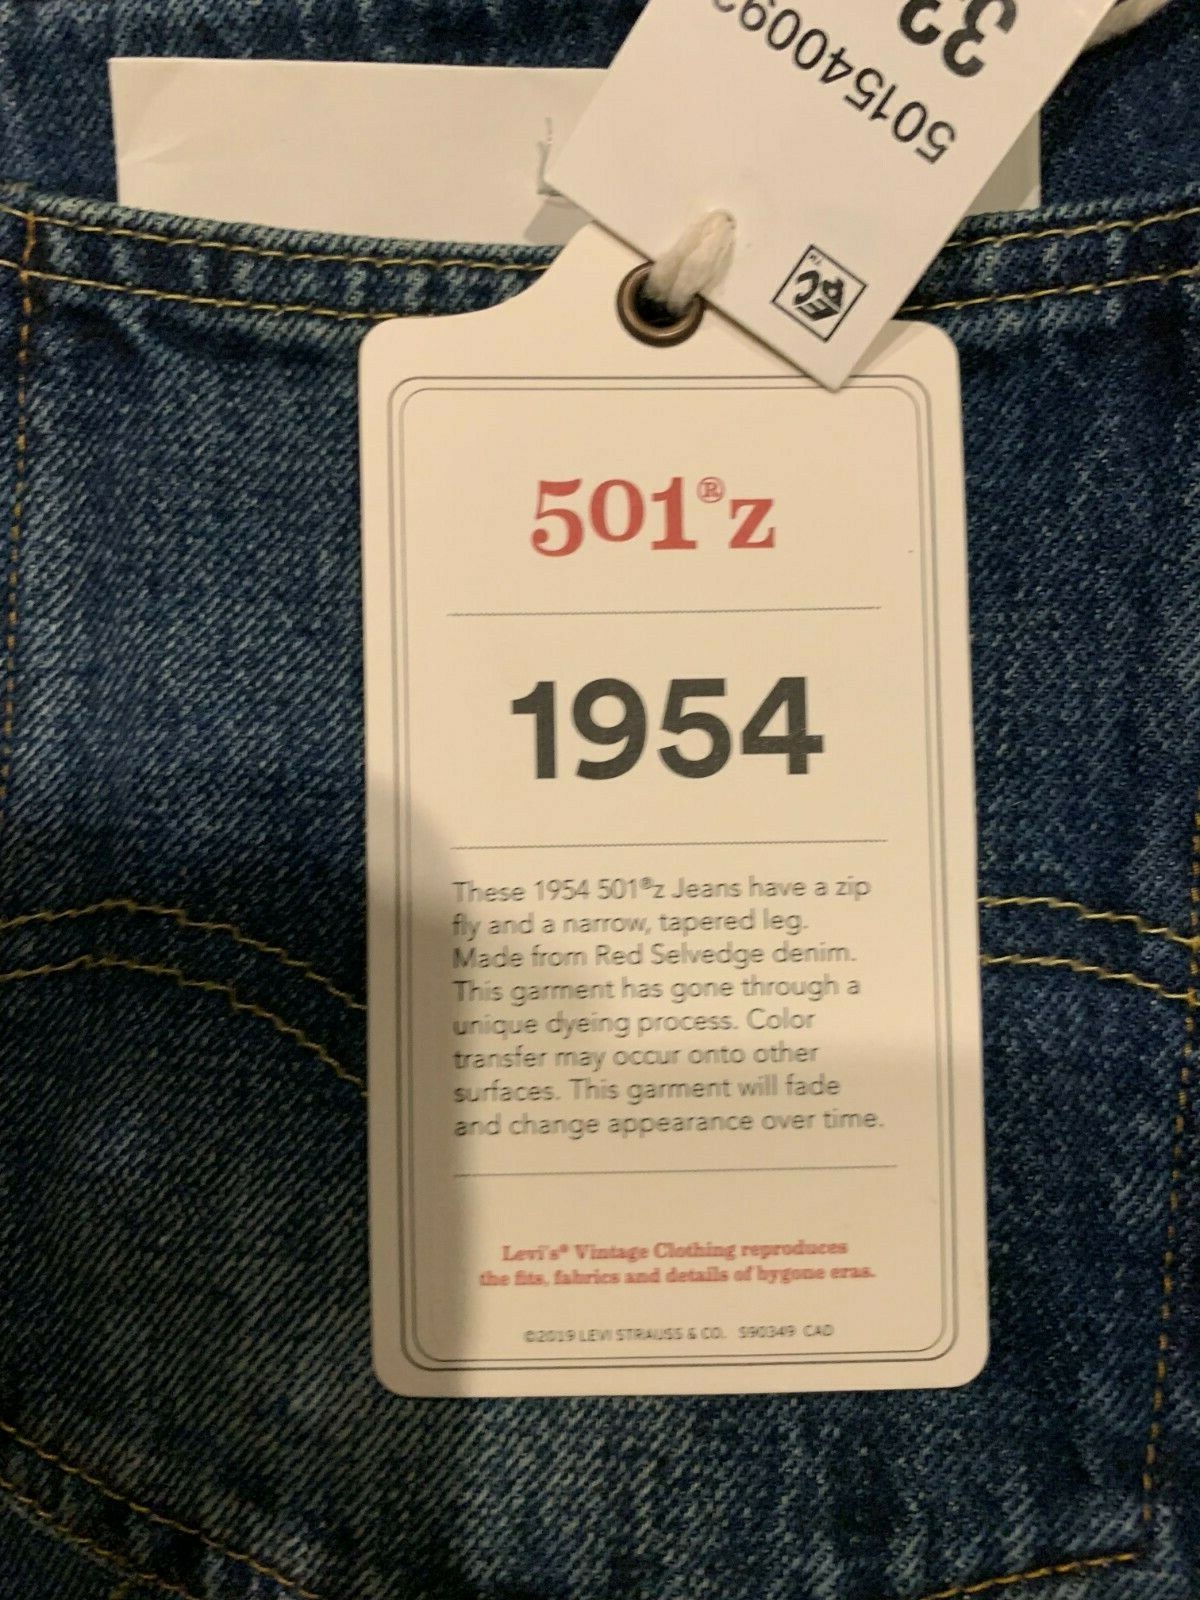 33
501540093
EPC™
501®z
1954
These 1954 501®z Jeans have a zip
fly and a narrow, tapered leg.
Made from Red Selvedge denim.
This garment has gone through a
unique dyeing process. Color
transfer may occur onto other
surfaces. This garment will fade
and change appearance over time.
Levi's® Vintage Clothing reproduces
the fits, fabrics and details of bygone eras.
©2019 LEVI STRAUSS & CO. S90349 CAD